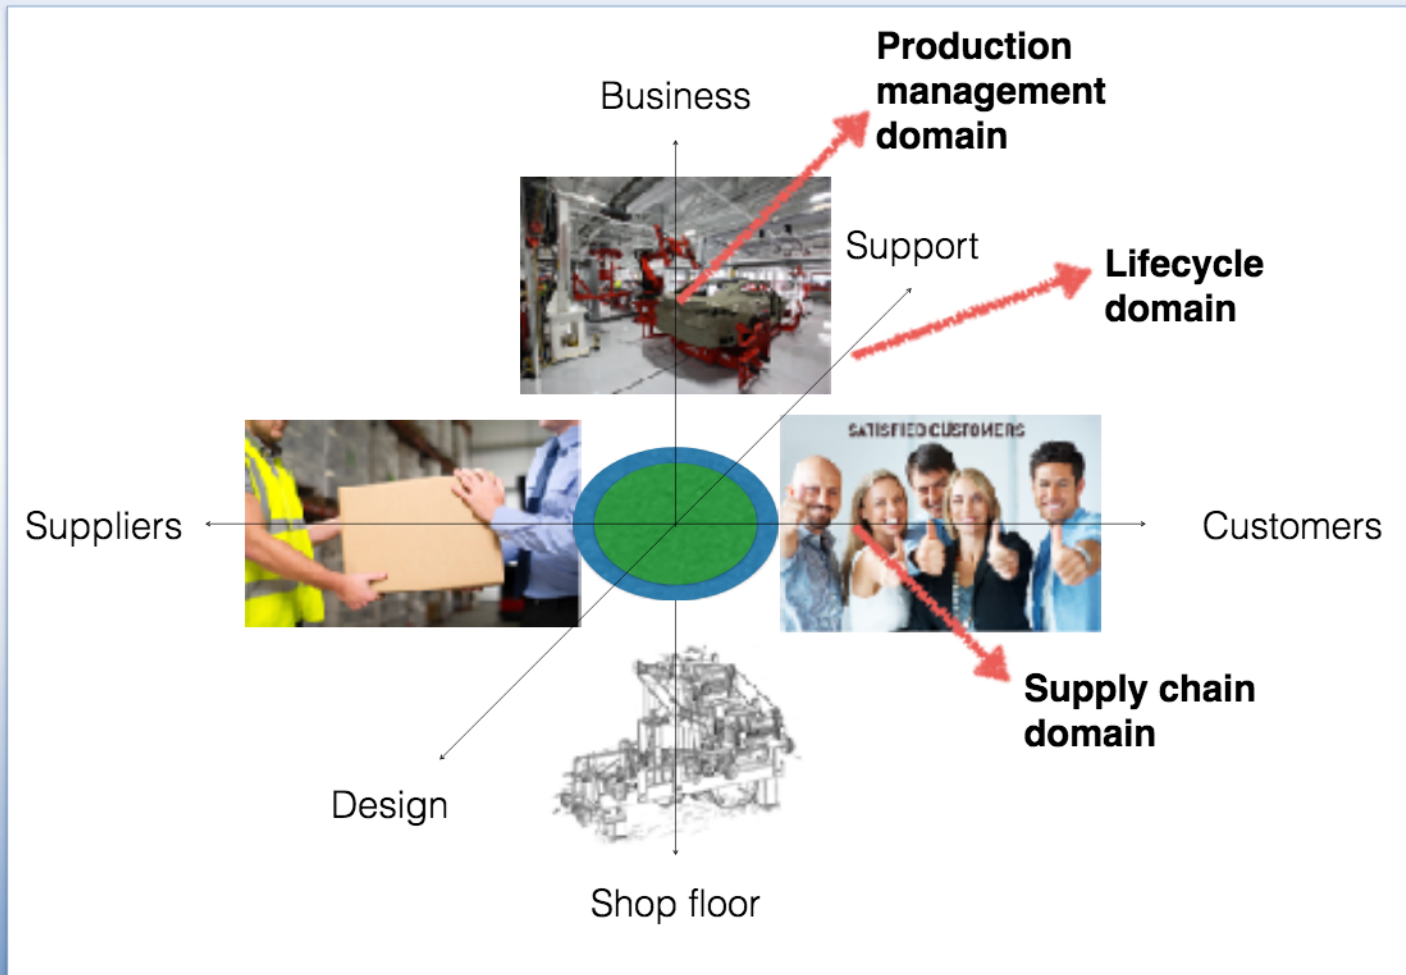 Production
management
domain
Business
Support
Lifecycle
domain
SATISFIED CUSTOMERS
Suppliers
Customers
Supply chain
domain
Design
Shop floor